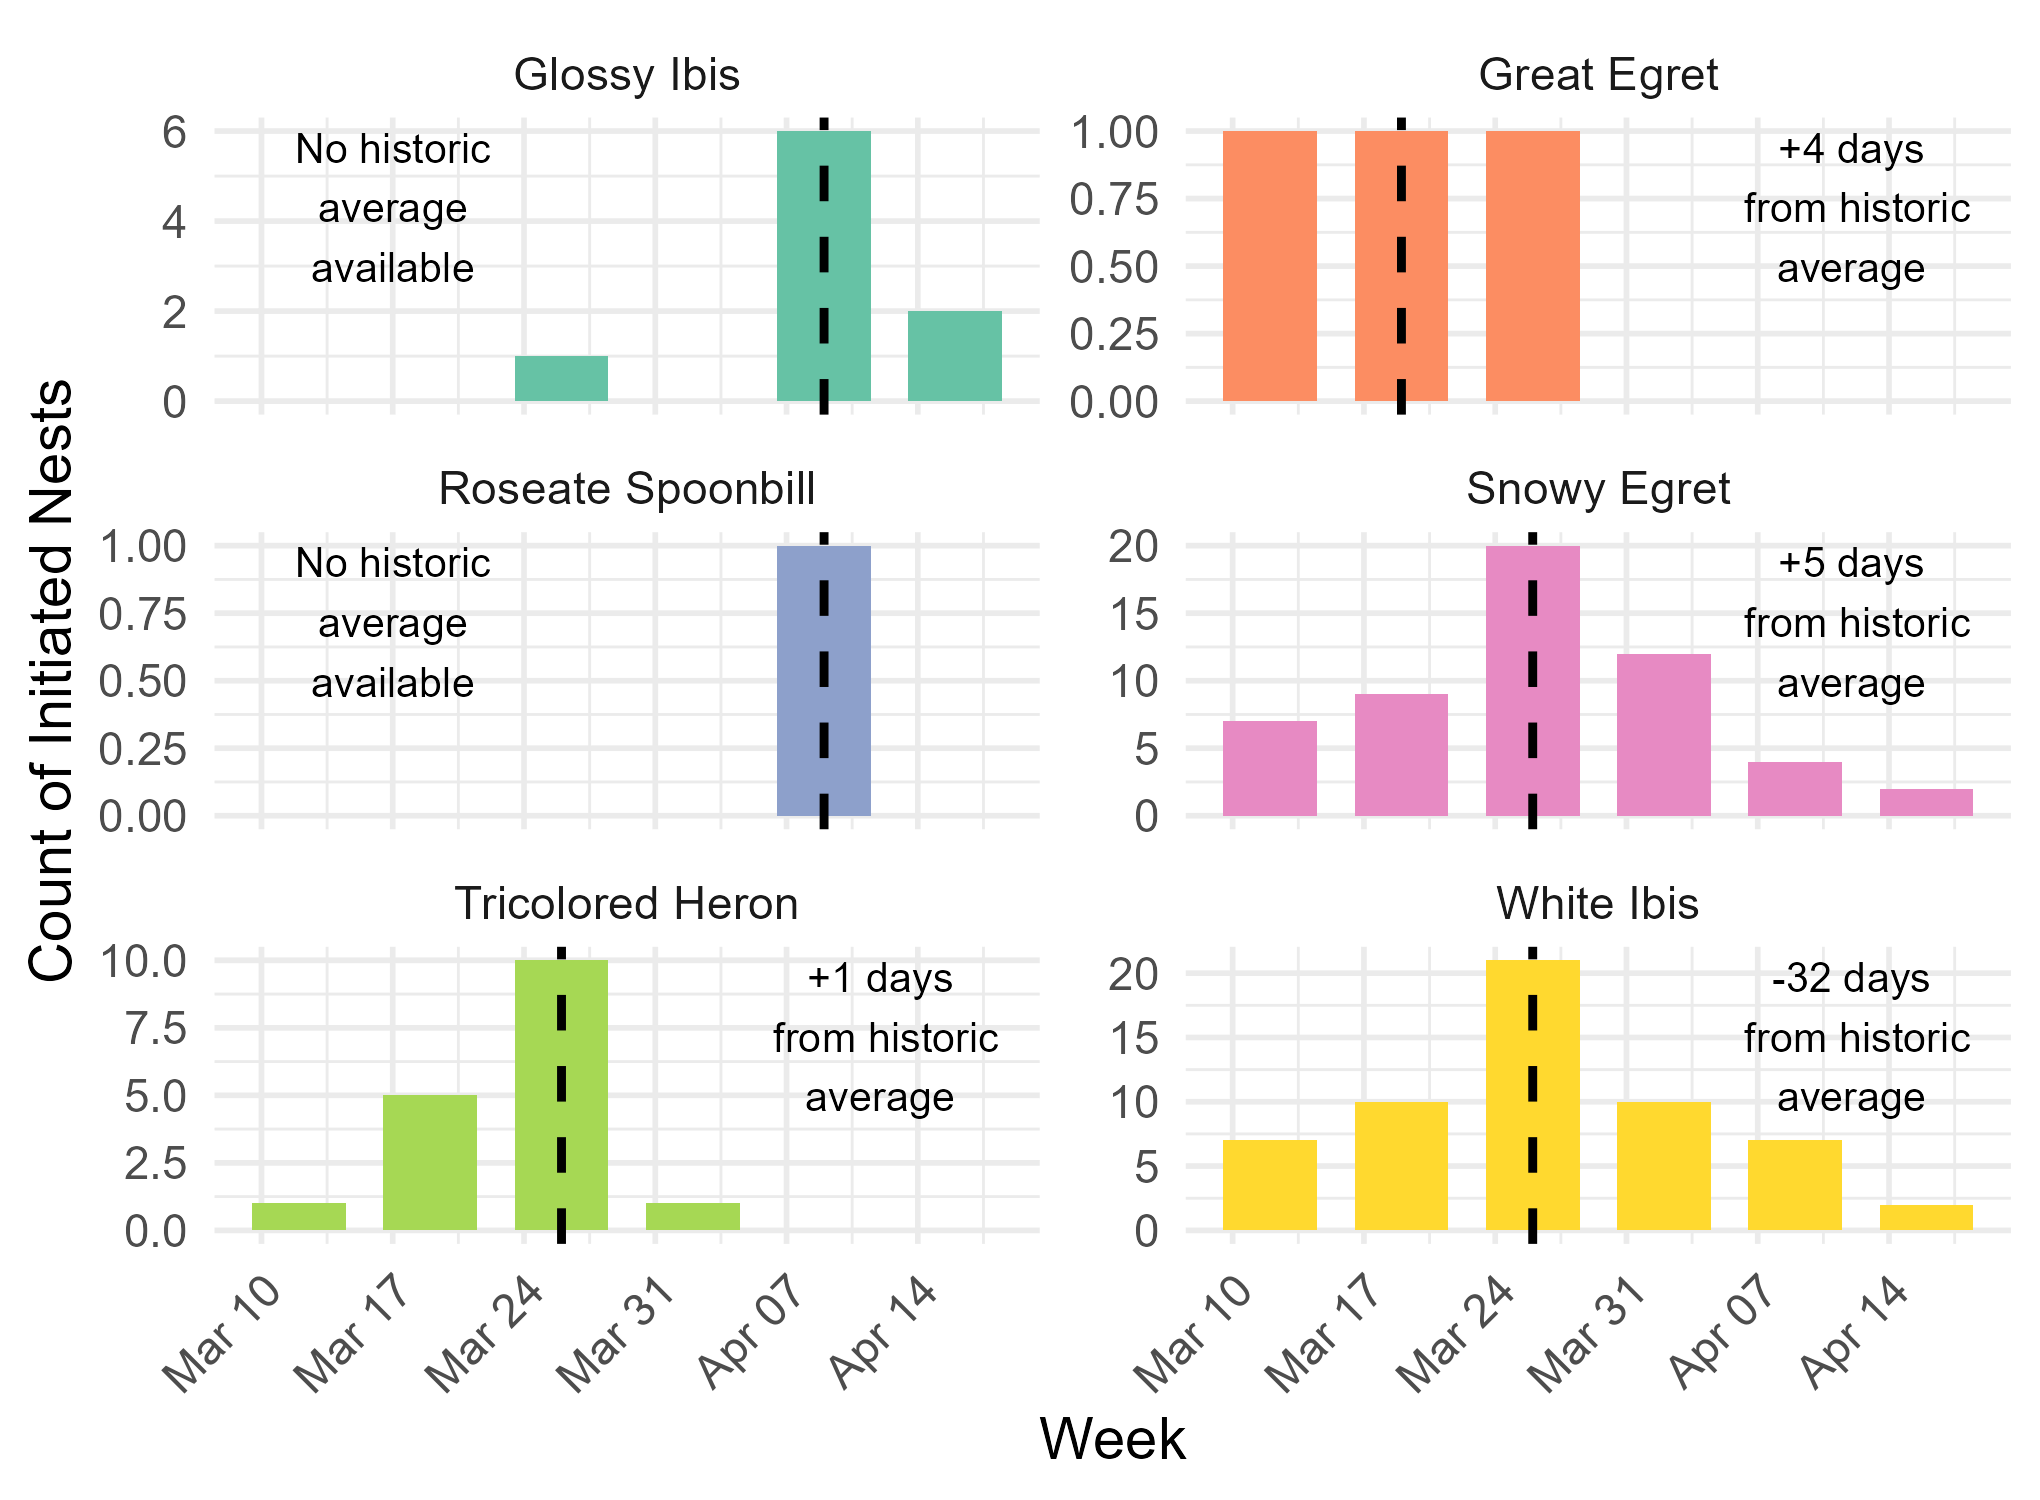 Count of Initiated Nests
Glossy Ibis
6
4
2
0
No historic
average
available
Great Egret
1.00
0.75
0.50
0.25
0.00
+4 days
from historic
average
Roseate Spoonbill
1.00
0.75
0.50
0.25
0.00
No historic
average
available
Snowy Egret
20
15
10
5
0
+5 days
from historic
average
Tricolored Heron
10.0
7.5
5.0
2.5
0.0
+1 days
from historic
average
White Ibis
20
15
10
5
0
-32 days
from historic
average
Mar 10
Mar 17
Mar 24
Mar 31
Apr 07
Apr 14
Mar 10
Mar 17
Mar 24
Mar 31
Apr 07
Apr 14
Week